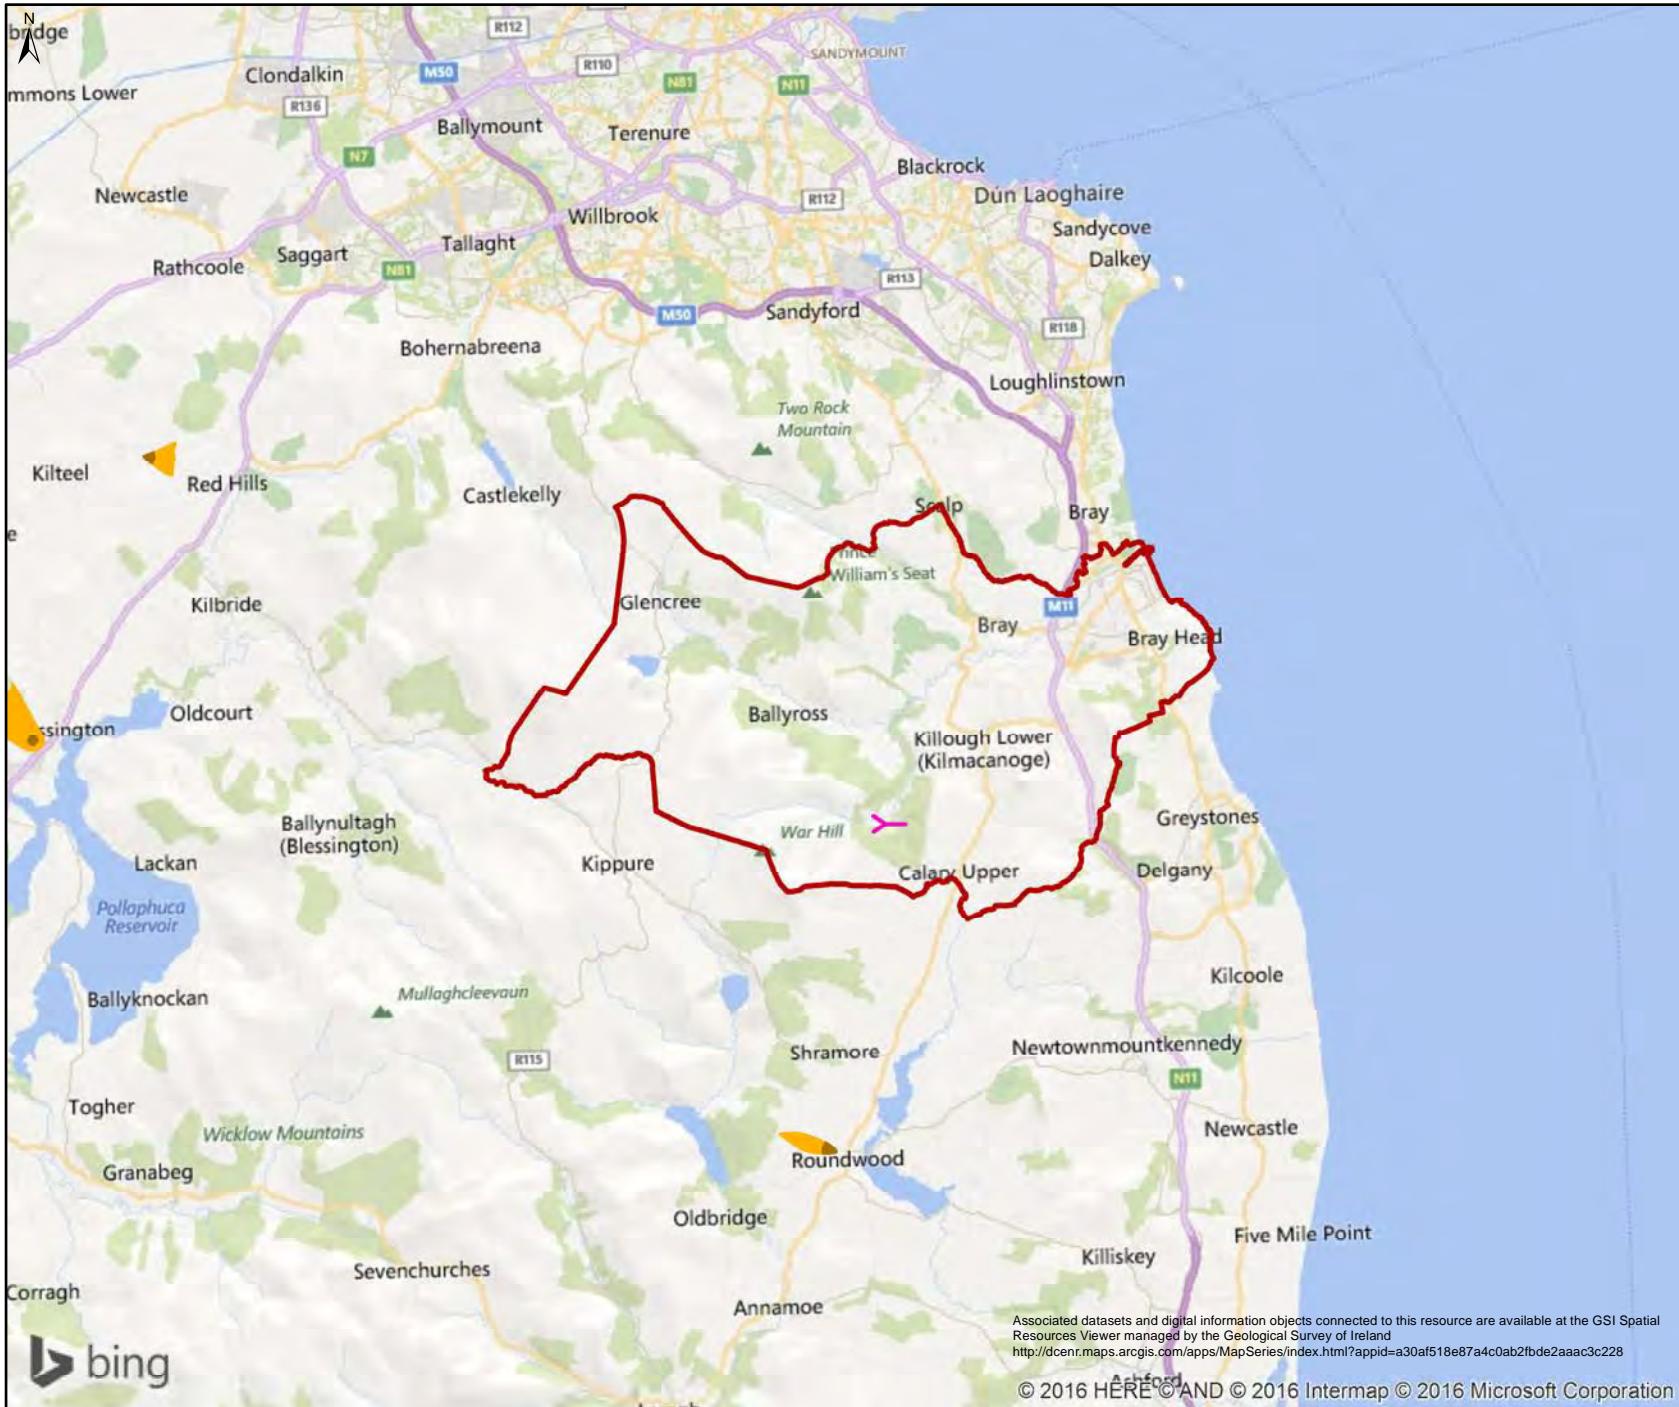 N
bridge
R112
SANDYMOUNT
Clondalkin
M50
R110
N81
N11
mmons Lower
R136
Ballymount
Terenure
N7
Blackrock
Newcastle
R112
Dún Laoghaire
Willbrook
Sandycove
Saggart
Tallaght
Dalkey
Rathcoole
N81
R113
M50
Sandyford
R118
Bohernabreena
Loughlinstown
Two Rock
Mountain
Kilteel
Red Hills
Castlekelly
Scalp
Bray
e
William's Seat
Kilbride
Glencree
M11
Bray
Bray Head
Oldcourt
Ballyross
ssington
Killough Lower
(Kilmacanoge)
Ballynultagh
(Blessington)
War Hill
Greystones
Lackan
Kippure
Calary Upper
Delgany
Pollaphuca
Reservoir
Kilcoole
Ballyknockan
Mullaghcleevaun
Shramore
Newtownmountkennedy
R115
N11
Togher
Wicklow Mountains
Newcastle
Granabeg
Roundwood
Oldbridge
Five Mile Point
Killiskey
Sevenchurches
Corragh
Annamoe
Associated datasets and digital information objects connected to this resource are available at the GSI Spatial
Resources Viewer managed by the Geological Survey of Ireland
http://dcenr.maps.arcgis.com/apps/MapSeries/index.html?appid=a30af518e87a4c0ab2fbde2aaac3c228
bing
Ashford
© 2016 HERE © AND © 2016 Intermap © 2016 Microsoft Corporation